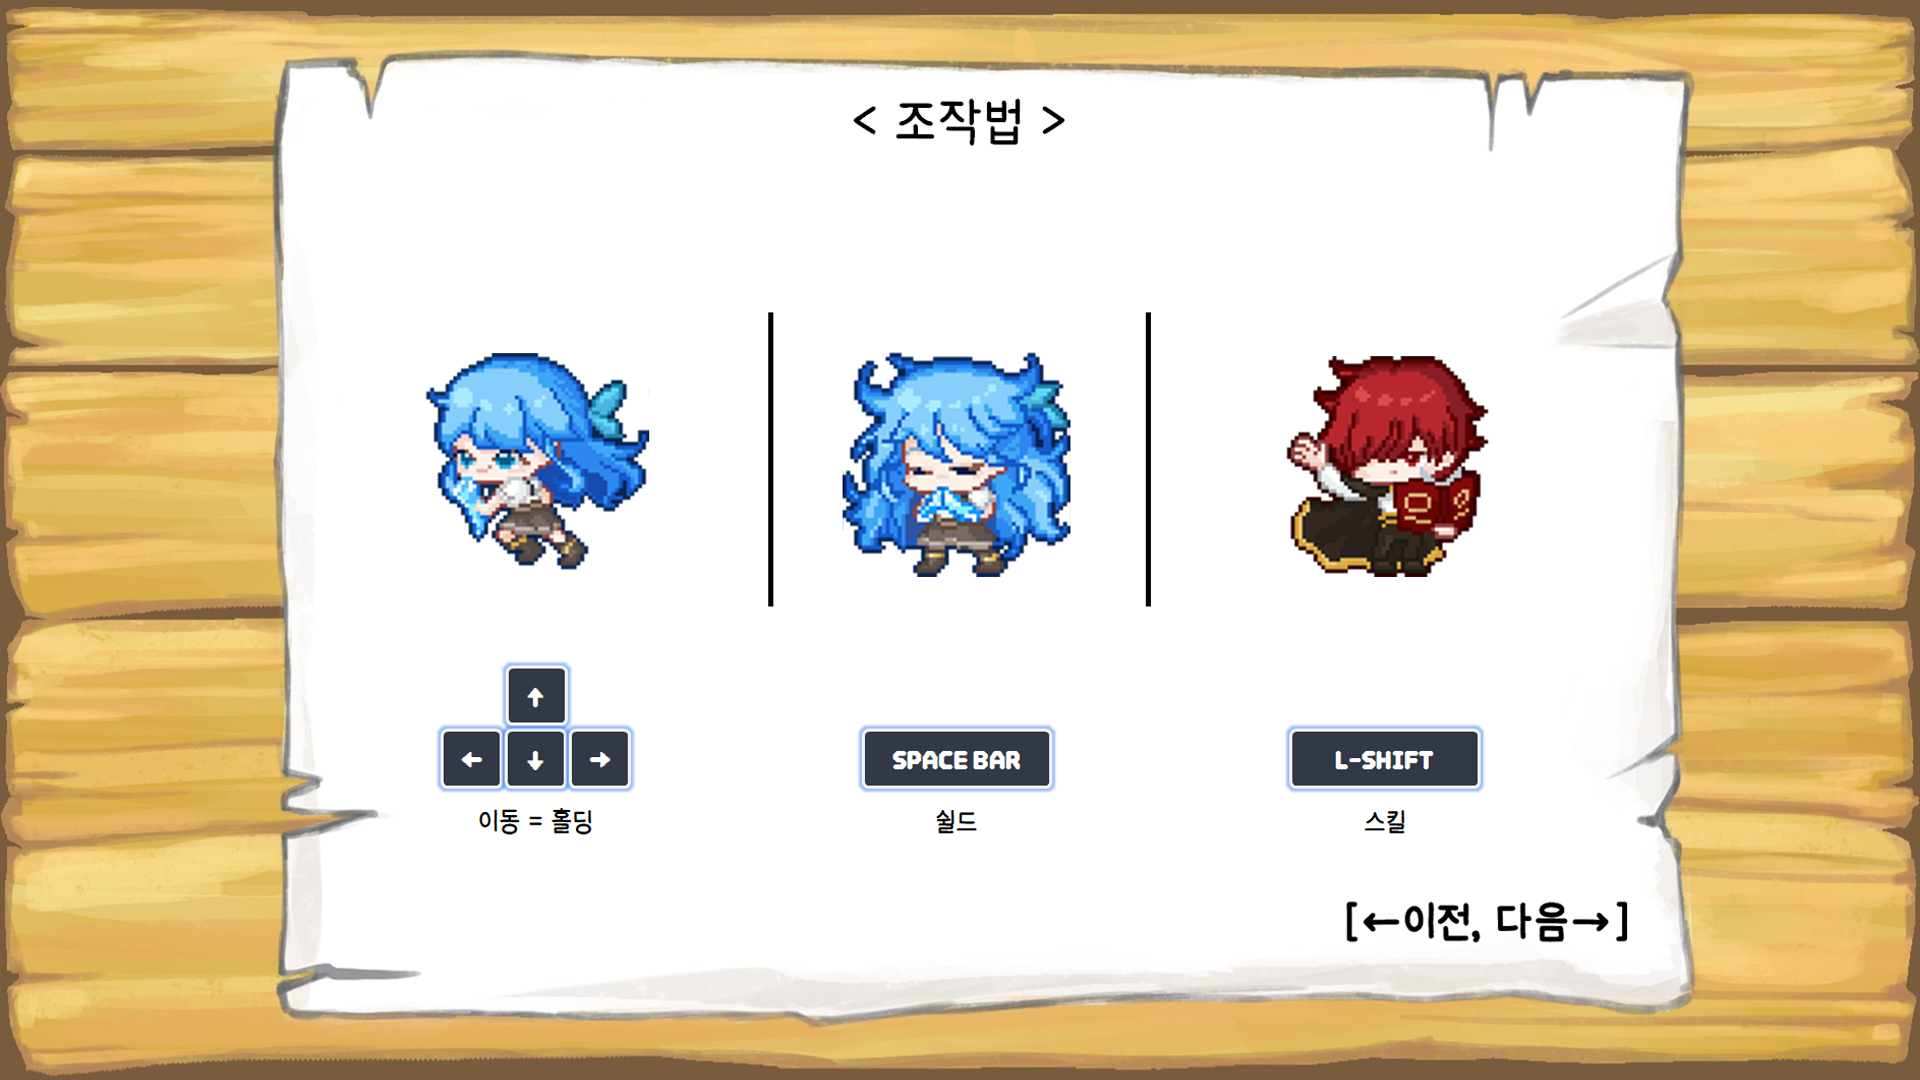 < 조작법 >
↑
← ↓ →
SPACE BAR
L-SHIFT
이동 = 홀딩
쉴드
스킬
[←이전, 다음→]